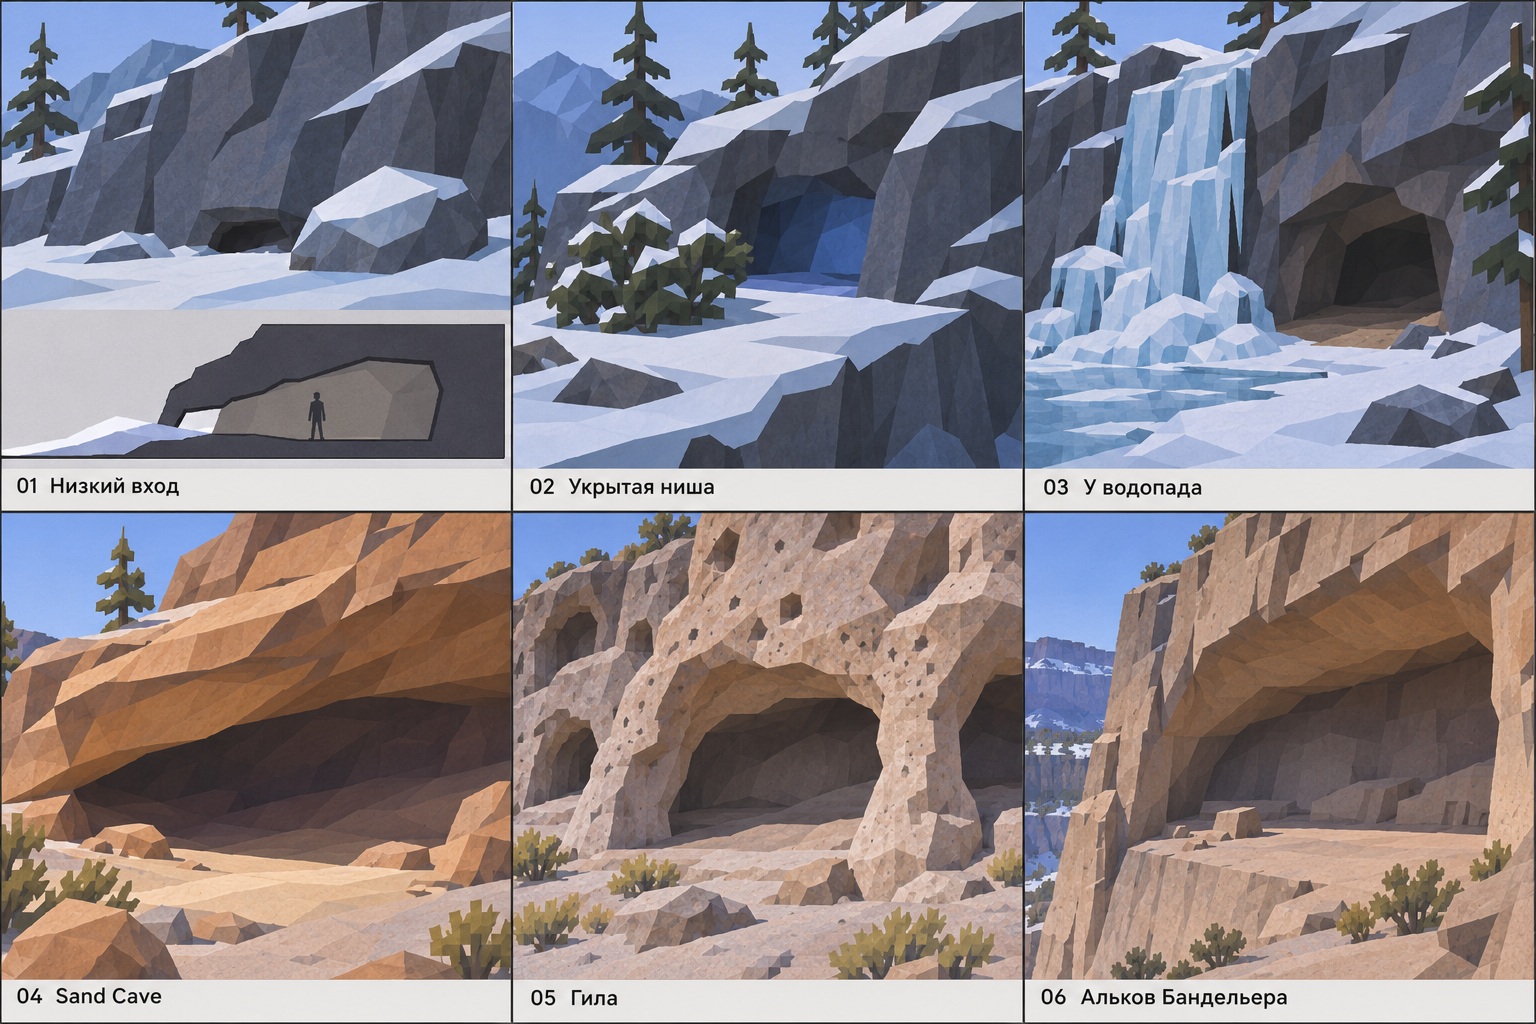 01 Низкий вход
02 Укрытая ниша
03 У водопада
04 Sand Cave
05 Гила
06 Альков Бандельера